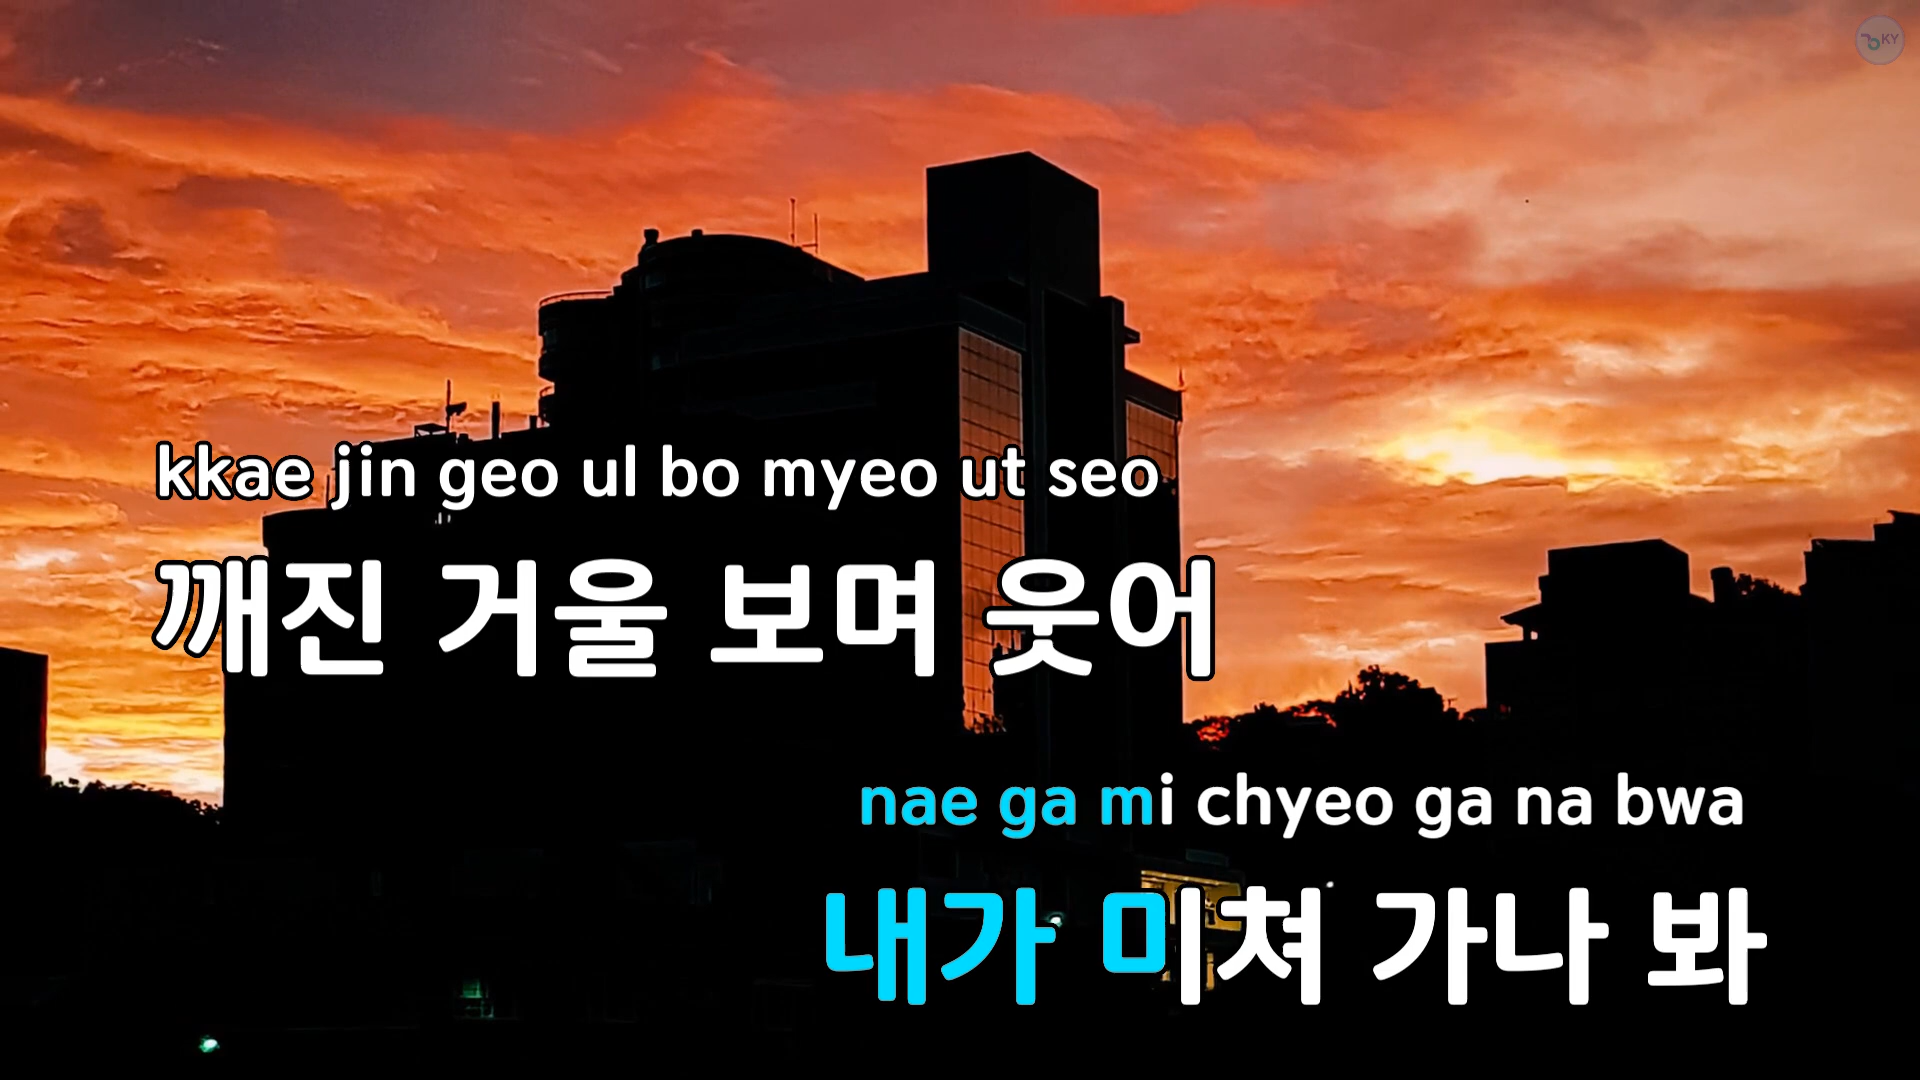 KY
kkae jin geo ul bo myeo ut seo
깨진 거울 보며 웃어
nae ga mi chyeo ga na bwa
내가 미쳐 가나 봐